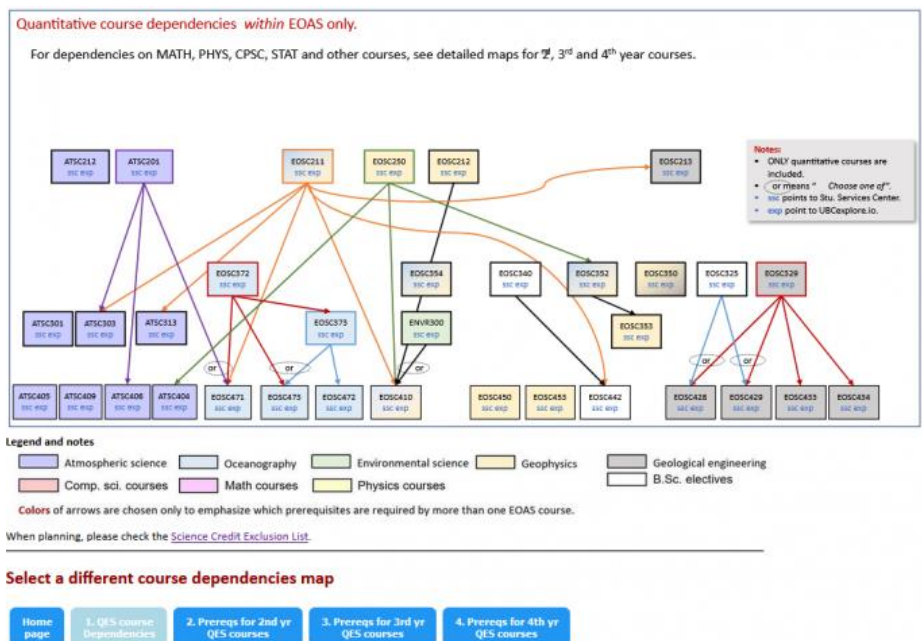 Quantitative course dependencies within EOAS only.
For dependencies on MATH, PHYS, CPSC, STAT and other courses, see detailed maps for 2nd, 3rd and 4th year courses.
ATSC212
ssc exp
ATSC201
ssc exp
EOSC211
ssc exp
EOSC250
ssc exp
EOSC212
ssc exp
EOSC213
ssc exp
Notes:
• ONLY quantitative courses are
included.
• or means " Choose one of".
• ssc points to Stu. Services Center.
• exp point to UBCexplore.io.
EOSC372
ssc exp
EOSC354
ssc exp
EOSC340
ssc exp
EOSC352
ssc exp
EOSC350
ssc exp
EOSC325
ssc exp
EOSC329
ssc exp
ATSC301
ssc exp
ATSC303
ssc exp
ATSC313
ssc exp
EOSC373
ssc exp
ENVR300
ssc exp
EOSC353
ssc exp
or
or
or
or
or
ATSC405
ssc exp
ATSC409
ssc exp
ATSC406
ssc exp
ATSC404
ssc exp
EOSC471
ssc exp
EOSC473
ssc exp
EOSC472
ssc exp
EOSC410
ssc exp
EOSC450
ssc exp
EOSC453
ssc exp
EOSC442
ssc exp
EOSC428
ssc exp
EOSC429
ssc exp
EOSC433
ssc exp
EOSC434
ssc exp
Legend and notes
Atmospheric science
Oceanography
Environmental science
Geophysics
Geological engineering
Comp. sci. courses
Math courses
Physics courses
B.Sc. electives
Colors of arrows are chosen only to emphasize which prerequisites are required by more than one EOAS course.
When planning, please check the Science Credit Exclusion List.
Select a different course dependencies map
Home
page
1. QES course
Dependencies
2. Prereqs for 2nd yr
QES courses
3. Prereqs for 3rd yr
QES courses
4. Prereqs for 4th yr
QES courses